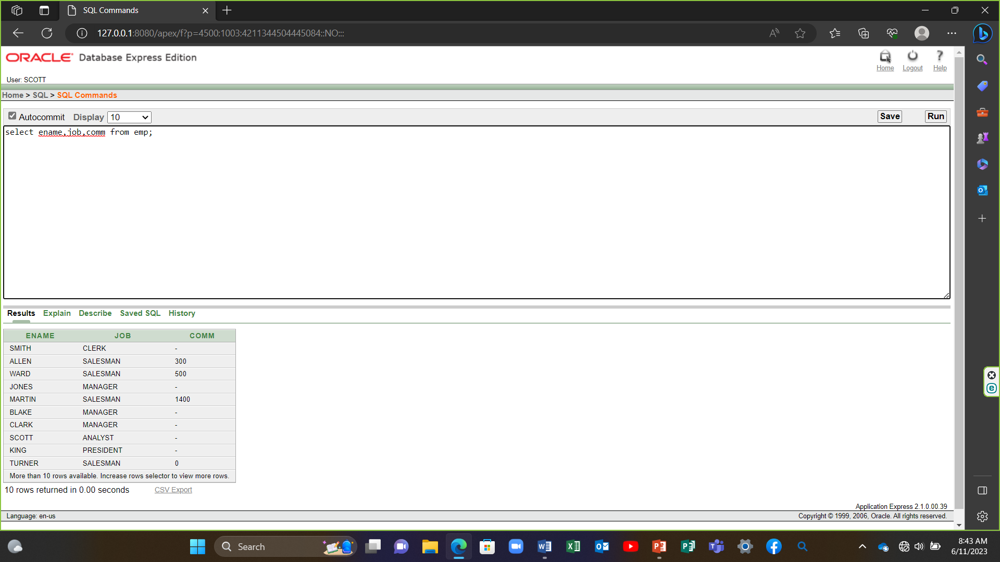 SQL Commands
127.0.0.1:8080/apex/f?p=4500:1003:4211344504445084::NO:::
ORACLE Database Express Edition
Home Logout Help
User: SCOTT
Home > SQL > SQL Commands
Autocommit Display 10 Save Run
select ename,job,comm from emp;
Results Explain Describe Saved SQL History
ENAME JOB COMM
SMITH CLERK -
ALLEN SALESMAN 300
WARD SALESMAN 500
JONES MANAGER -
MARTIN SALESMAN 1400
BLAKE MANAGER -
CLARK MANAGER -
SCOTT ANALYST -
KING PRESIDENT -
TURNER SALESMAN 0
More than 10 rows available. Increase rows selector to view more rows.
10 rows returned in 0.00 seconds CSV Export
Application Express 2.1.0.00.39
Language: en-us Copyright © 1999, 2006, Oracle. All rights reserved.
Search
8:43 AM
6/11/2023